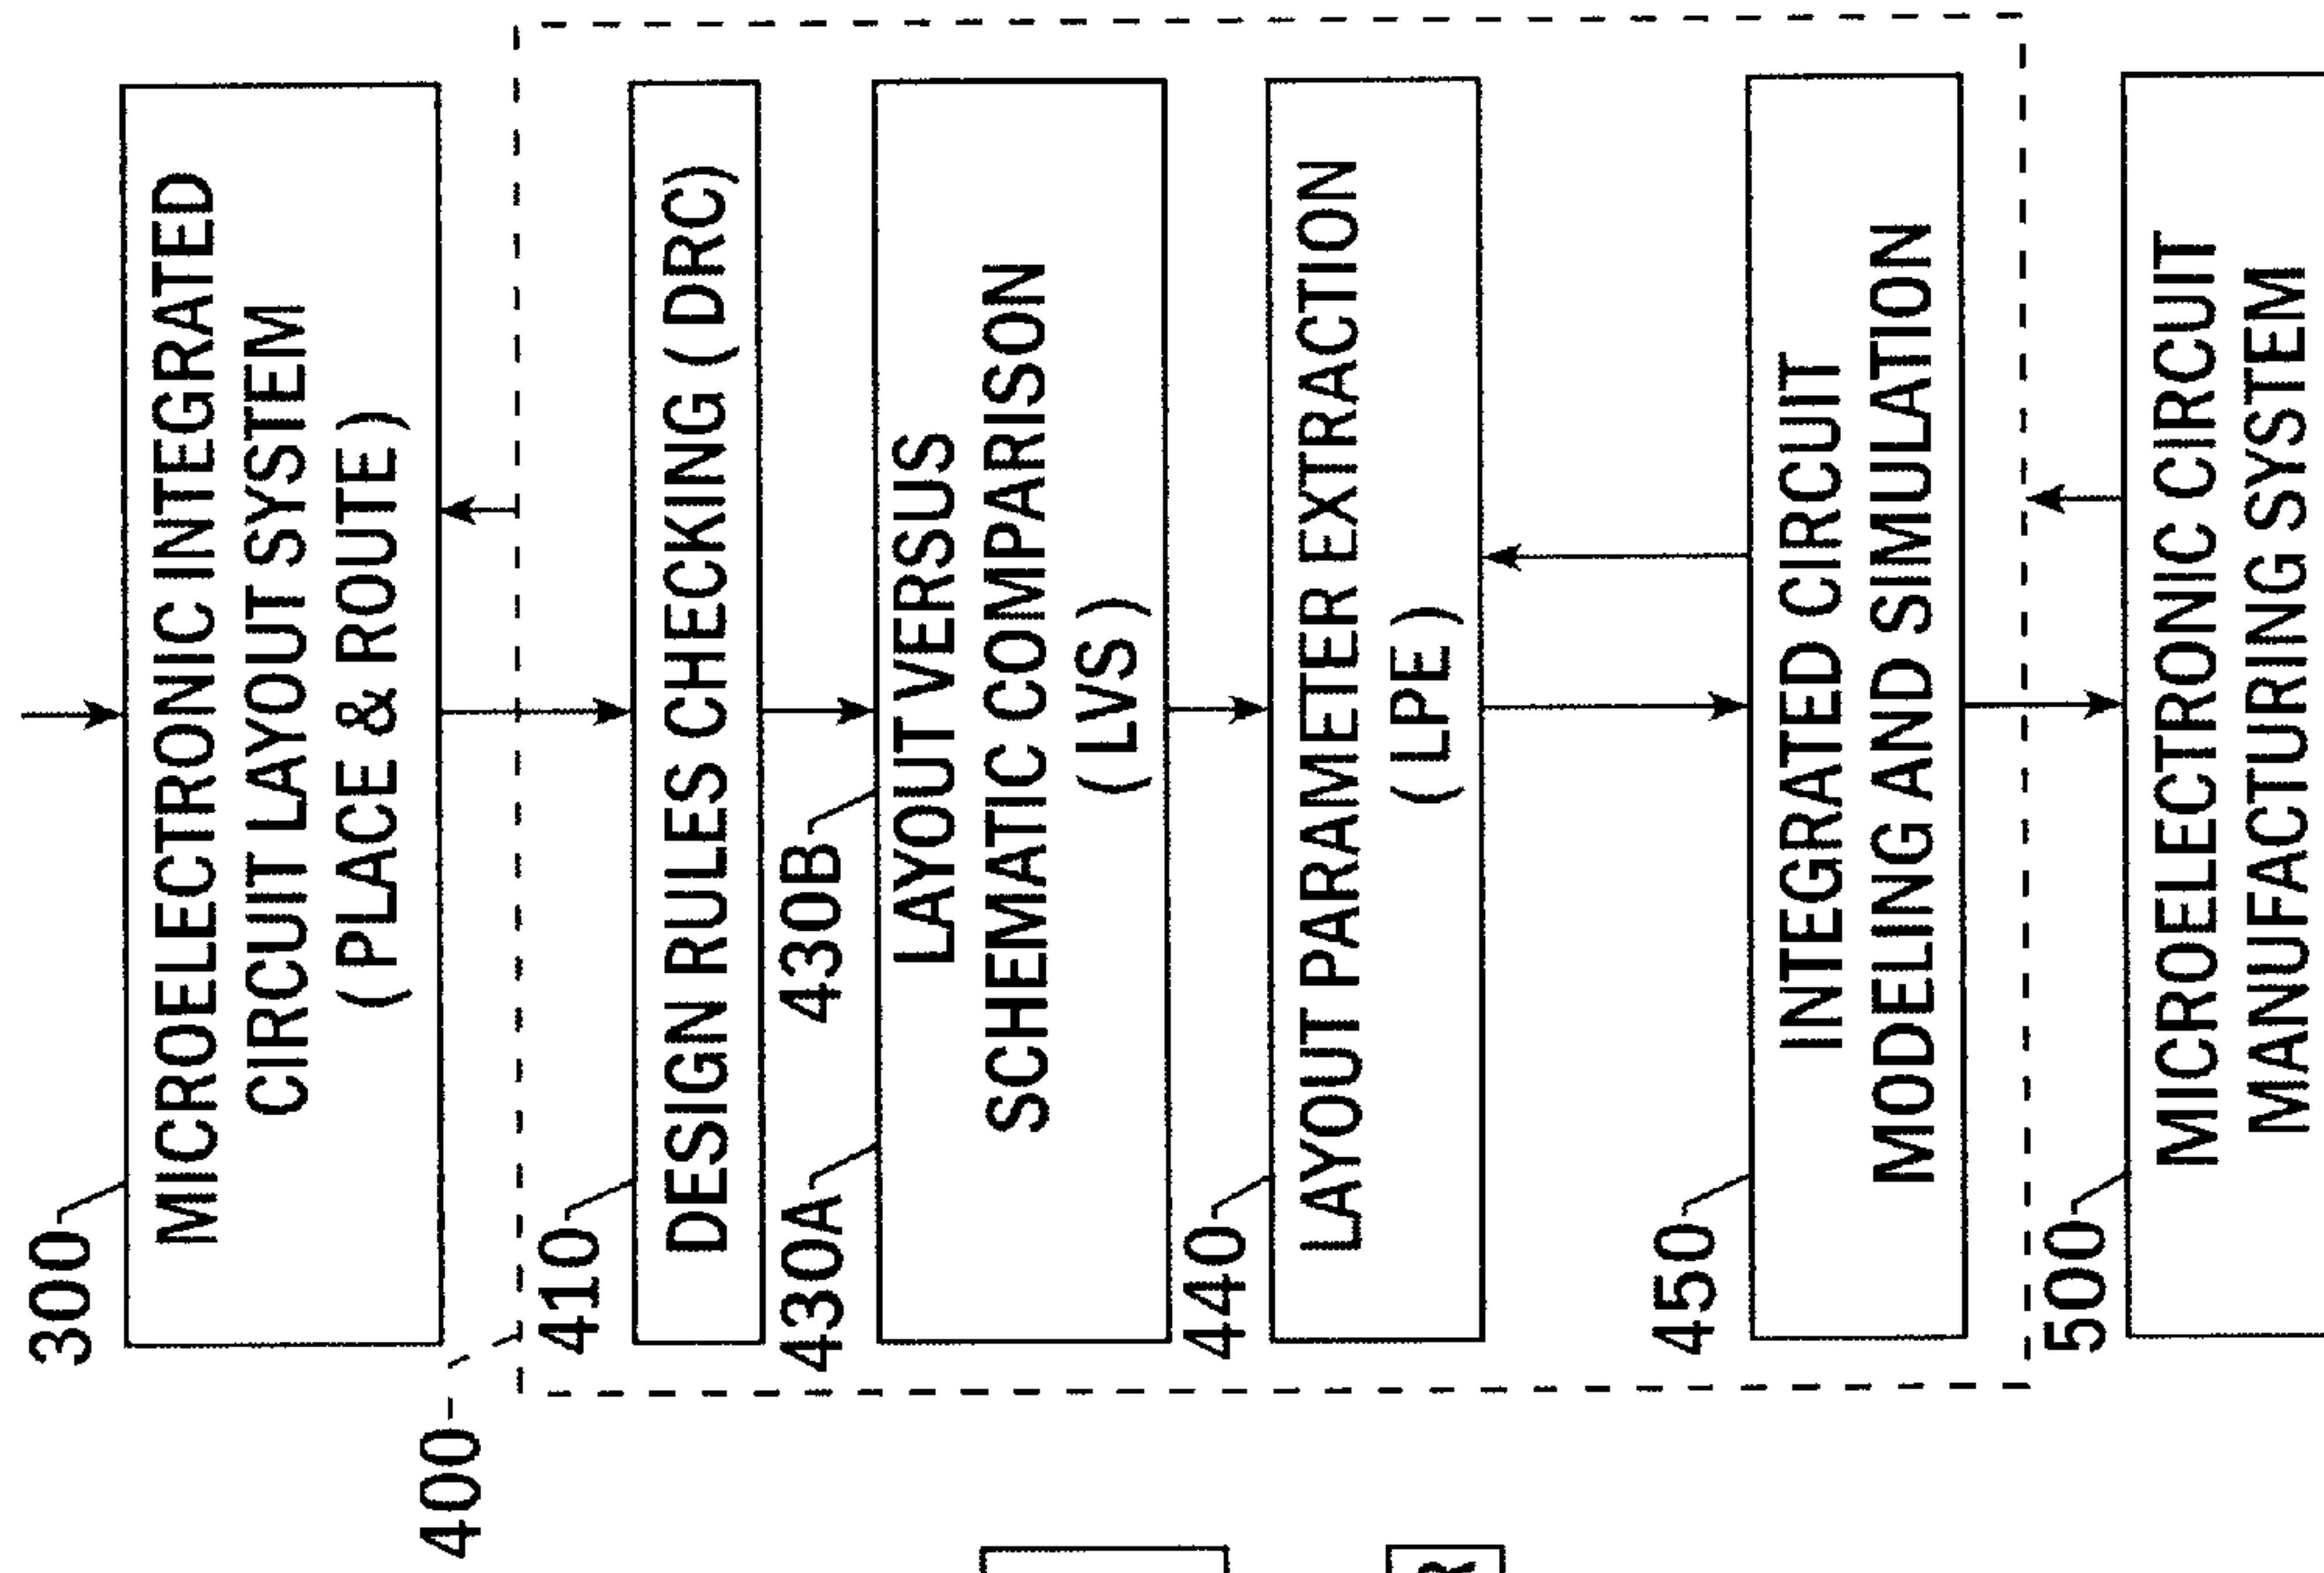 300
MICROELECTRONIC INTEGRATED
CIRCUIT LAYOUT SYSTEM
(PLACE & ROUTE)
400
410
DESIGN RULES CHECKING (DRC)
430A
430B
LAYOUT VERSUS
SCHEMATIC COMPARISON
(LVS)
440
LAYOUT PARAMETER EXTRACTION
(LPE)
450
INTEGRATED CIRCUIT
MODELING AND SIMULATION
500
MICROELECTRONIC CIRCUIT
MANUFACTURING SYSTEM